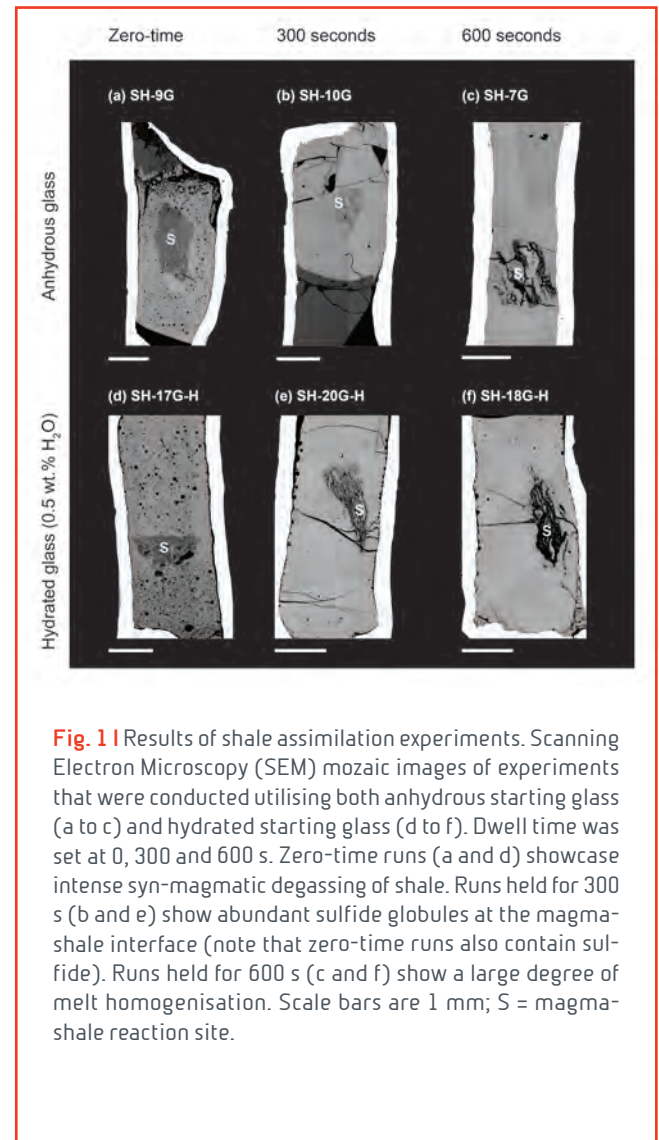 Zero-time 300 seconds 600 seconds
Anhydrous glass
(a) SH-9G (b) SH-10G (c) SH-7G
S S S
Hydrated glass (0.5 wt.% H₂O)
(d) SH-17G-H (e) SH-20G-H (f) SH-18G-H
S S S
Fig. 1 | Results of shale assimilation experiments. Scanning
Electron Microscopy (SEM) mozaic images of experiments
that were conducted utilising both anhydrous starting glass
(a to c) and hydrated starting glass (d to f). Dwell time was
set at 0, 300 and 600 s. Zero-time runs (a and d) showcase
intense syn-magmatic degassing of shale. Runs held for 300
s (b and e) show abundant sulfide globules at the magma-
shale interface (note that zero-time runs also contain sul-
fide). Runs held for 600 s (c and f) show a large degree of
melt homogenisation. Scale bars are 1 mm; S = magma-
shale reaction site.